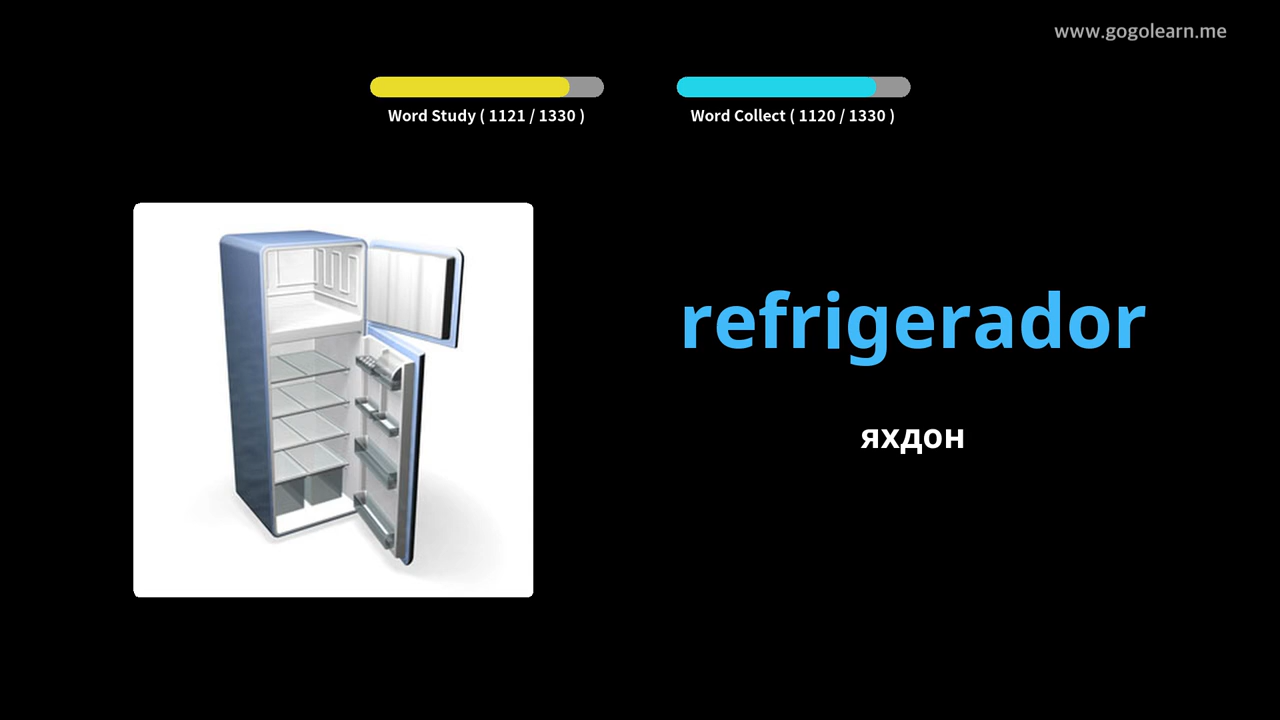 www.gogolearn.me
Word Study ( 1121 / 1330 )
Word Collect ( 1120 / 1330 )
refrigerador
яхдон